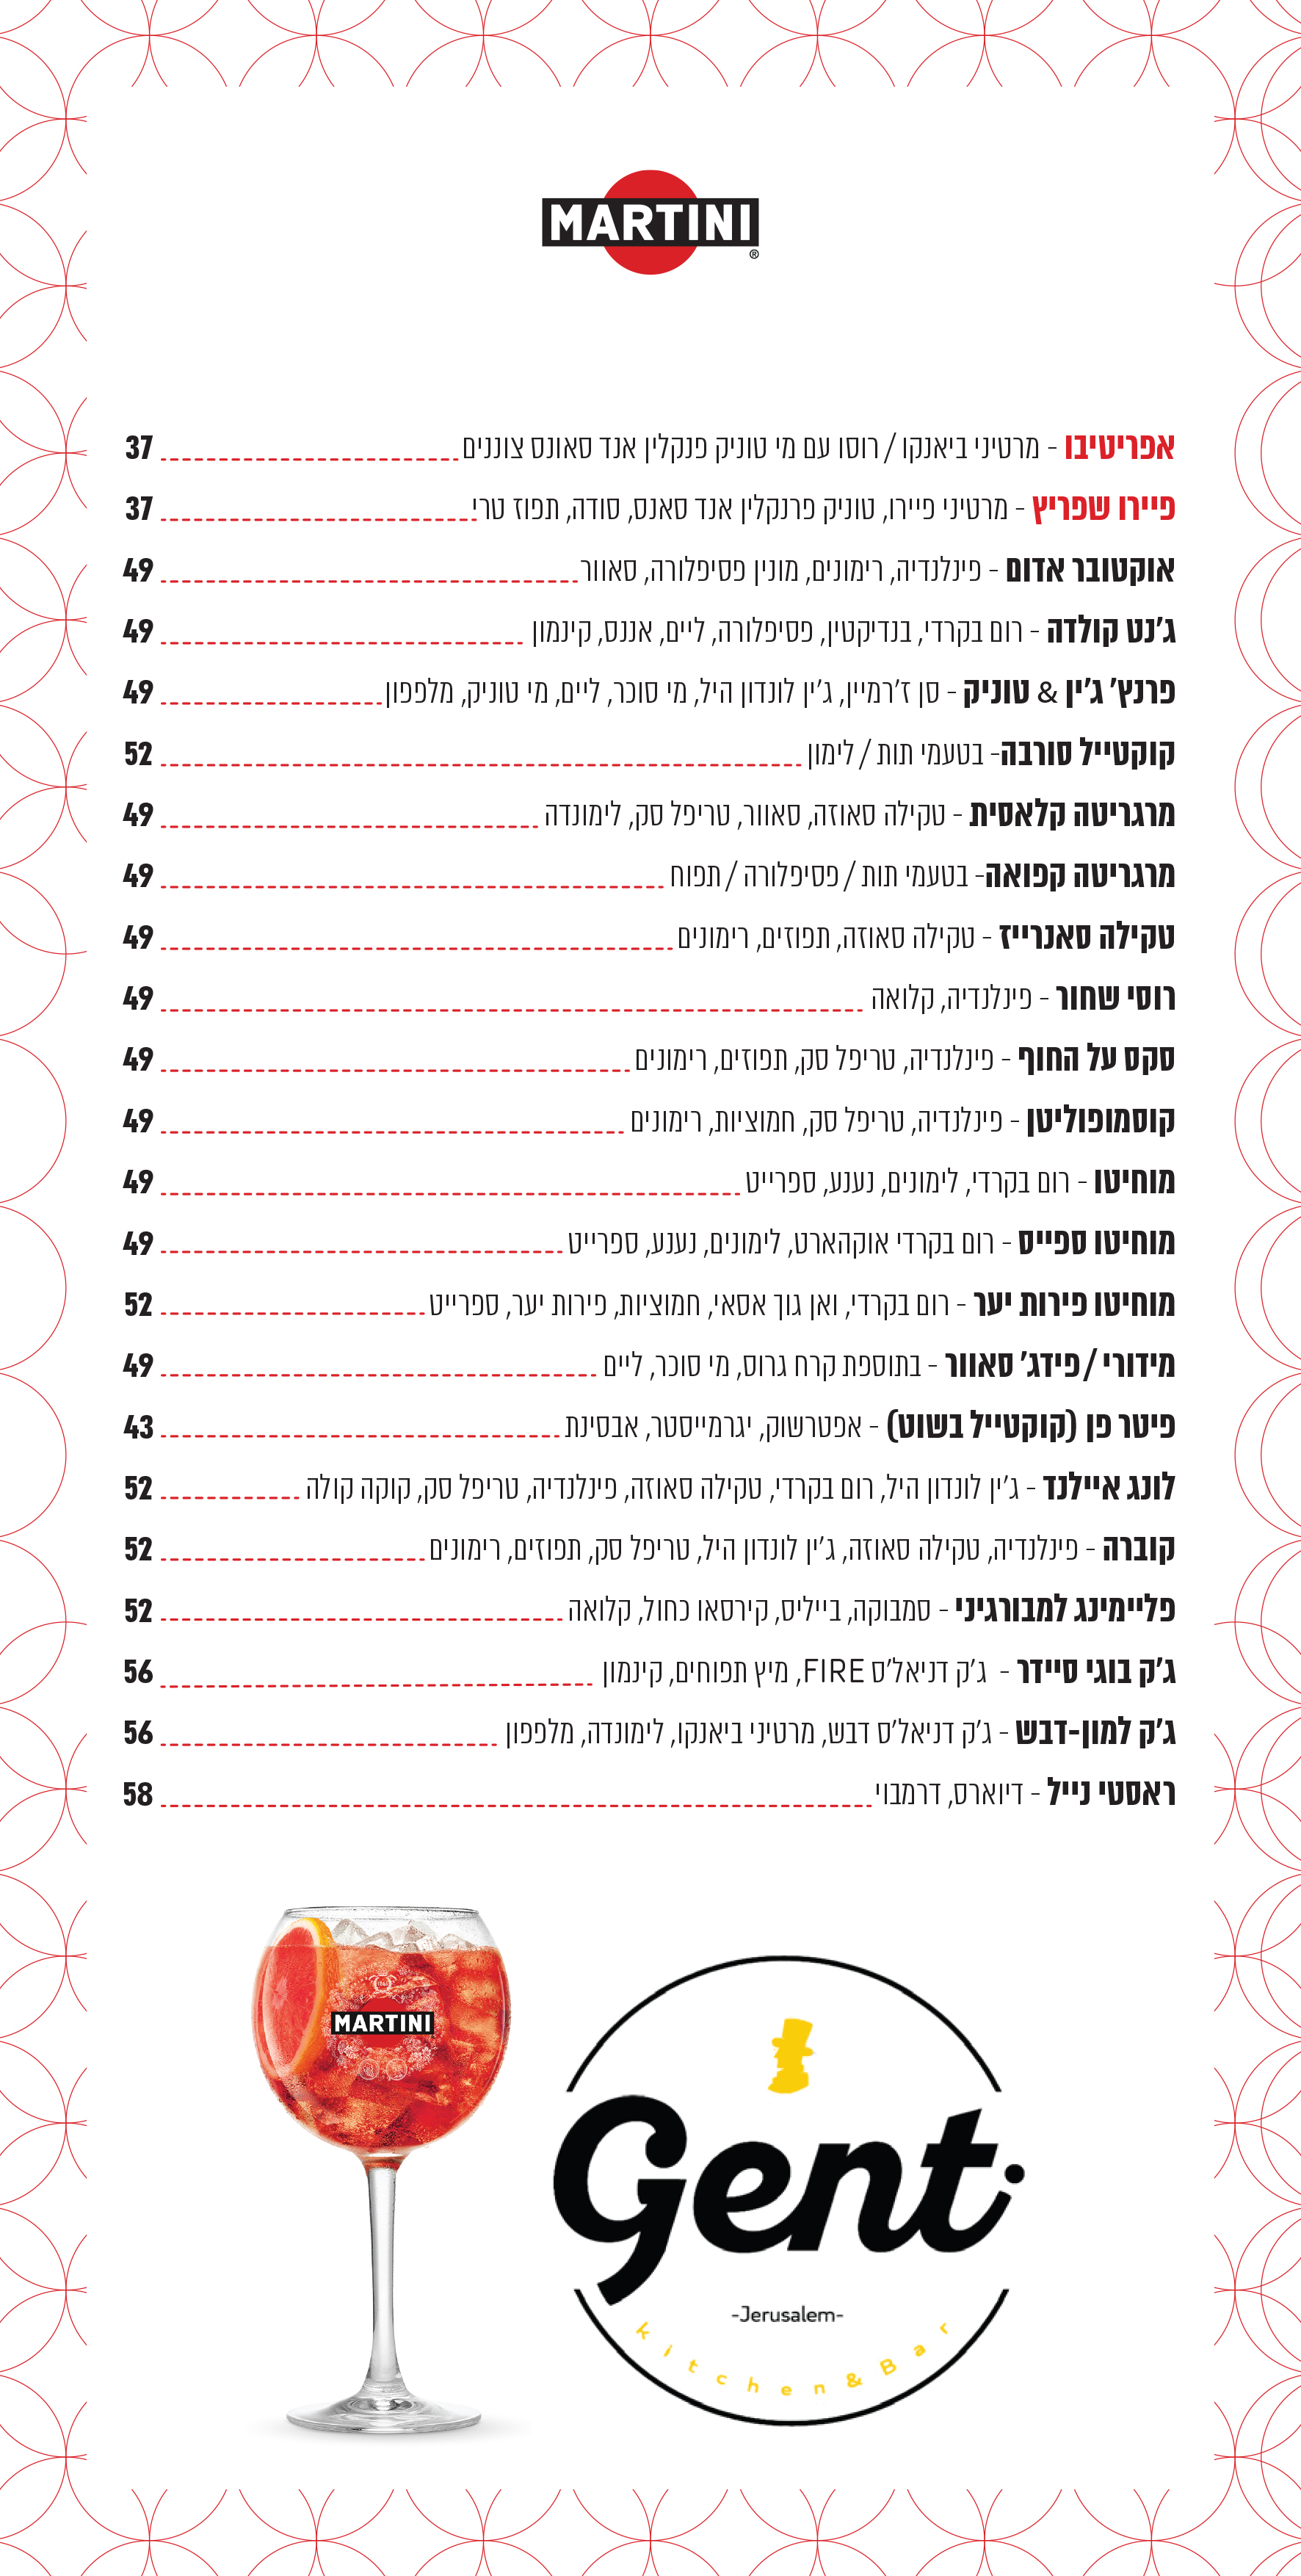 MARTINI
®
אפריטיבו - מרטיני ביאנקו / רוסו עם מי טוניק פנקלין אנד סאונס צוננים 37
פיירו שפריץ - מרטיני פיירו, טוניק פרנקלין אנד סאנס, סודה, תפוז טרי 37
אוקטובר אדום - פינלנדיה, רימונים, מונין פסיפלורה, סאוור 49
ג'נט קולדה - רום בקרדי, בנדיקטין, פסיפלורה, ליים, אננס, קינמון 49
פרנץ' ג'ין & טוניק - סן ז'רמיין, ג'ין לונדון היל, מי סוכר, ליים, מי טוניק, מלפפון 49
קוקטייל סורבה- בטעמי תות / לימון 52
מרגריטה קלאסית - טקילה סאוזה, סאוור, טריפל סק, לימונדה 49
מרגריטה קפואה- בטעמי תות / פסיפלורה / תפוח 49
טקילה סאנרייז - טקילה סאוזה, תפוזים, רימונים 49
רוסי שחור - פינלנדיה, קלואה 49
סקס על החוף - פינלנדיה, טריפל סק, תפוזים, רימונים 49
קוסמופוליטן - פינלנדיה, טריפל סק, חמוציות, רימונים 49
מוחיטו - רום בקרדי, לימונים, נענע, ספרייט 49
מוחיטו ספייס - רום בקרדי אוקהארט, לימונים, נענע, ספרייט 49
מוחיטו פירות יער - רום בקרדי, ואן גוך אסאי, חמוציות, פירות יער, ספרייט 52
מידורי / פידג' סאוור - בתוספת קרח גרוס, מי סוכר, ליים 49
פיטר פן (קוקטייל בשוט) - אפטרשוק, יגרמייסטר, אבסינת 43
לונג איילנד - ג'ין לונדון היל, רום בקרדי, טקילה סאוזה, פינלנדיה, טריפל סק, קוקה קולה 52
קוברה - פינלנדיה, טקילה סאוזה, ג'ין לונדון היל, טריפל סק, תפוזים, רימונים 52
פליימינג למבורגיני - סמבוקה, בייליס, קירסאו כחול, קלואה 52
ג'ק בוגי סיידר - ג'ק דניאל'ס FIRE, מיץ תפוחים, קינמון 56
ג'ק למון-דבש - ג'ק דניאל'ס דבש, מרטיני ביאנקו, לימונדה, מלפפון 56
ראסטי נייל - דיוארס, דרמבוי 58
MARTINI
Gent
-Jerusalem-
kitchen & Bar